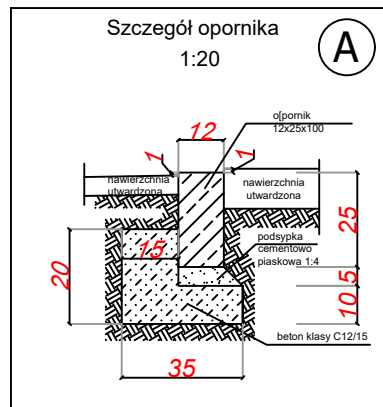 Szczegół opornika
1:20
A
o[pornik
12x25x100
12
1
1
nawierzchnia
utwardzona
nawierzchnia
utwardzona
25
podsypka
cementowo
piaskowa 1:4
15
20
5
10
beton klasy C12/15
35